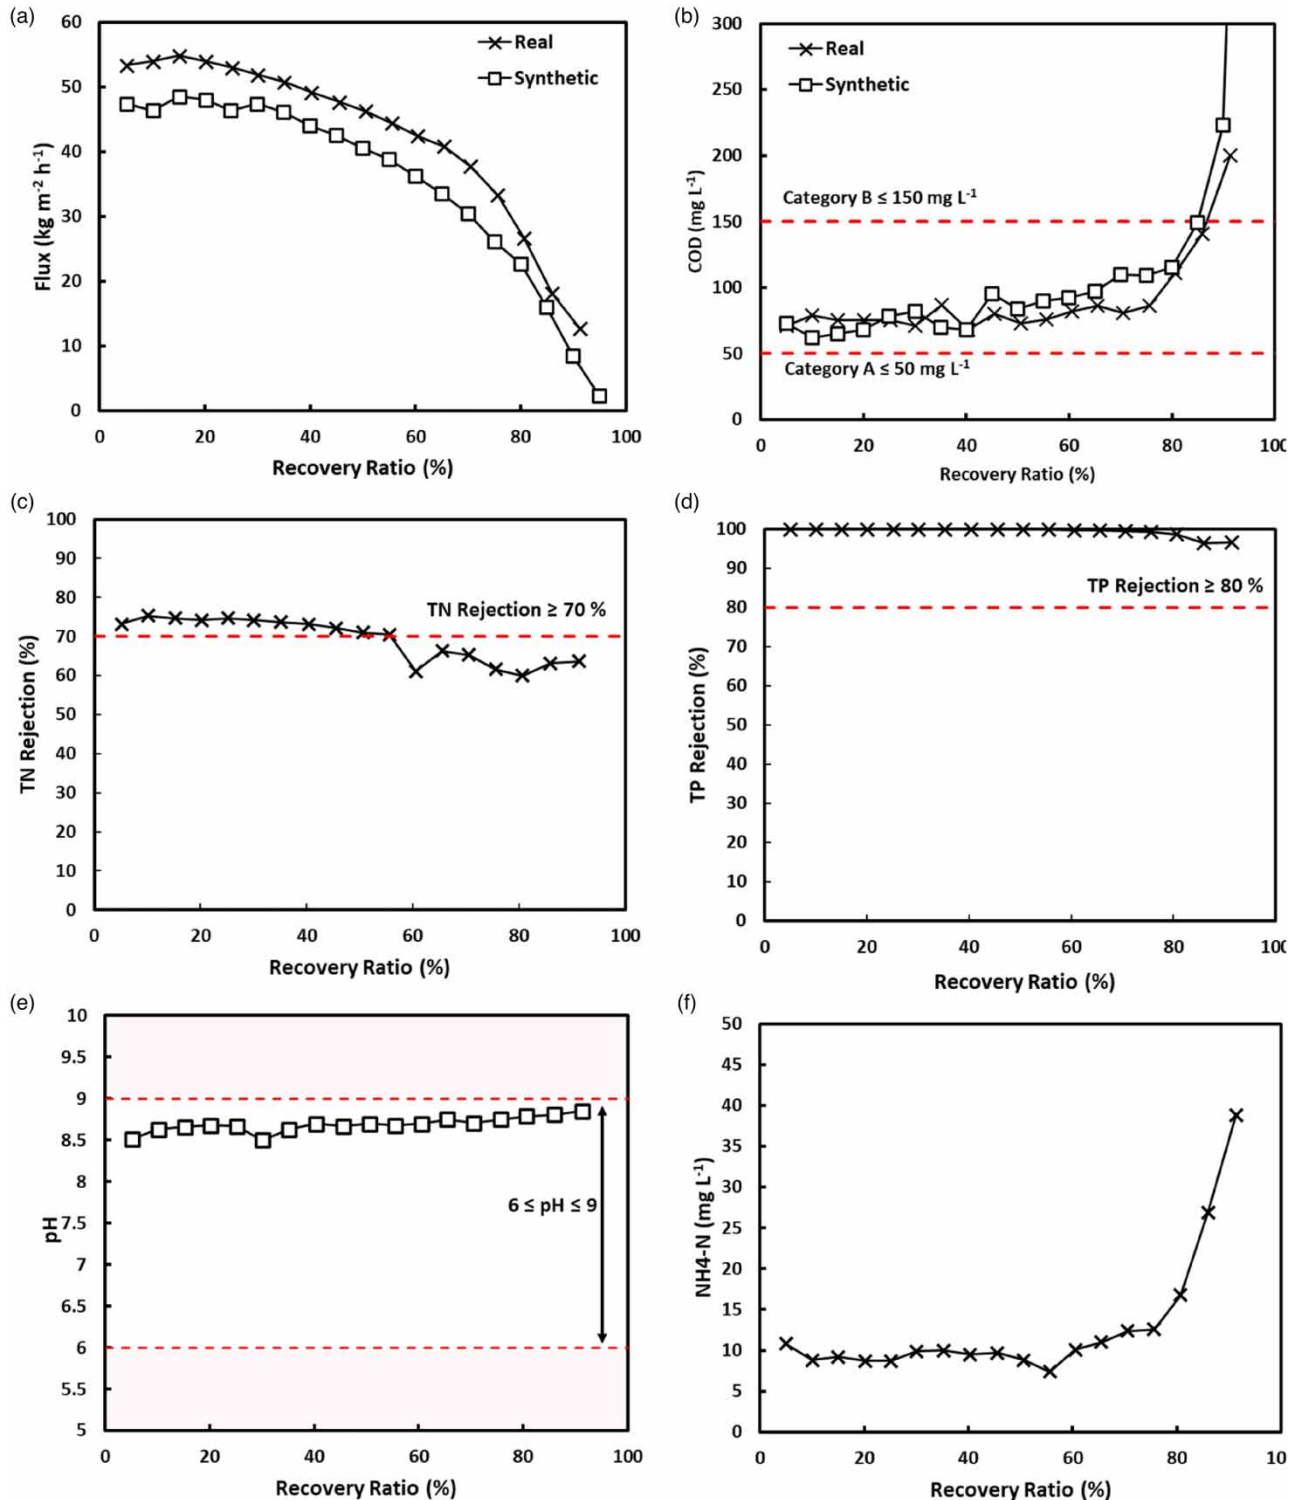 (a)
60
50
40
30
20
10
0
Flux (kg m⁻² h⁻¹)
Real
Synthetic
0 20 40 60 80 100
Recovery Ratio (%)
(b)
300
250
200
150
100
50
0
COD (mg L⁻¹)
Real
Synthetic
Category B ≤ 150 mg L⁻¹
Category A ≤ 50 mg L⁻¹
0 20 40 60 80 100
Recovery Ratio (%)
(c)
100
90
80
70
60
50
40
30
20
10
0
TN Rejection (%)
TN Rejection ≥ 70 %
0 20 40 60 80 100
Recovery Ratio (%)
(d)
100
90
80
70
60
50
40
30
20
10
0
TP Rejection (%)
TP Rejection ≥ 80 %
0 20 40 60 80 100
Recovery Ratio (%)
(e)
10
9.5
9
8.5
8
7.5
7
6.5
6
5.5
5
pH
6 ≤ pH ≤ 9
0 20 40 60 80 100
Recovery Ratio (%)
(f)
50
45
40
35
30
25
20
15
10
5
0
NH4-N (mg L⁻¹)
0 20 40 60 80 10
Recovery Ratio (%)